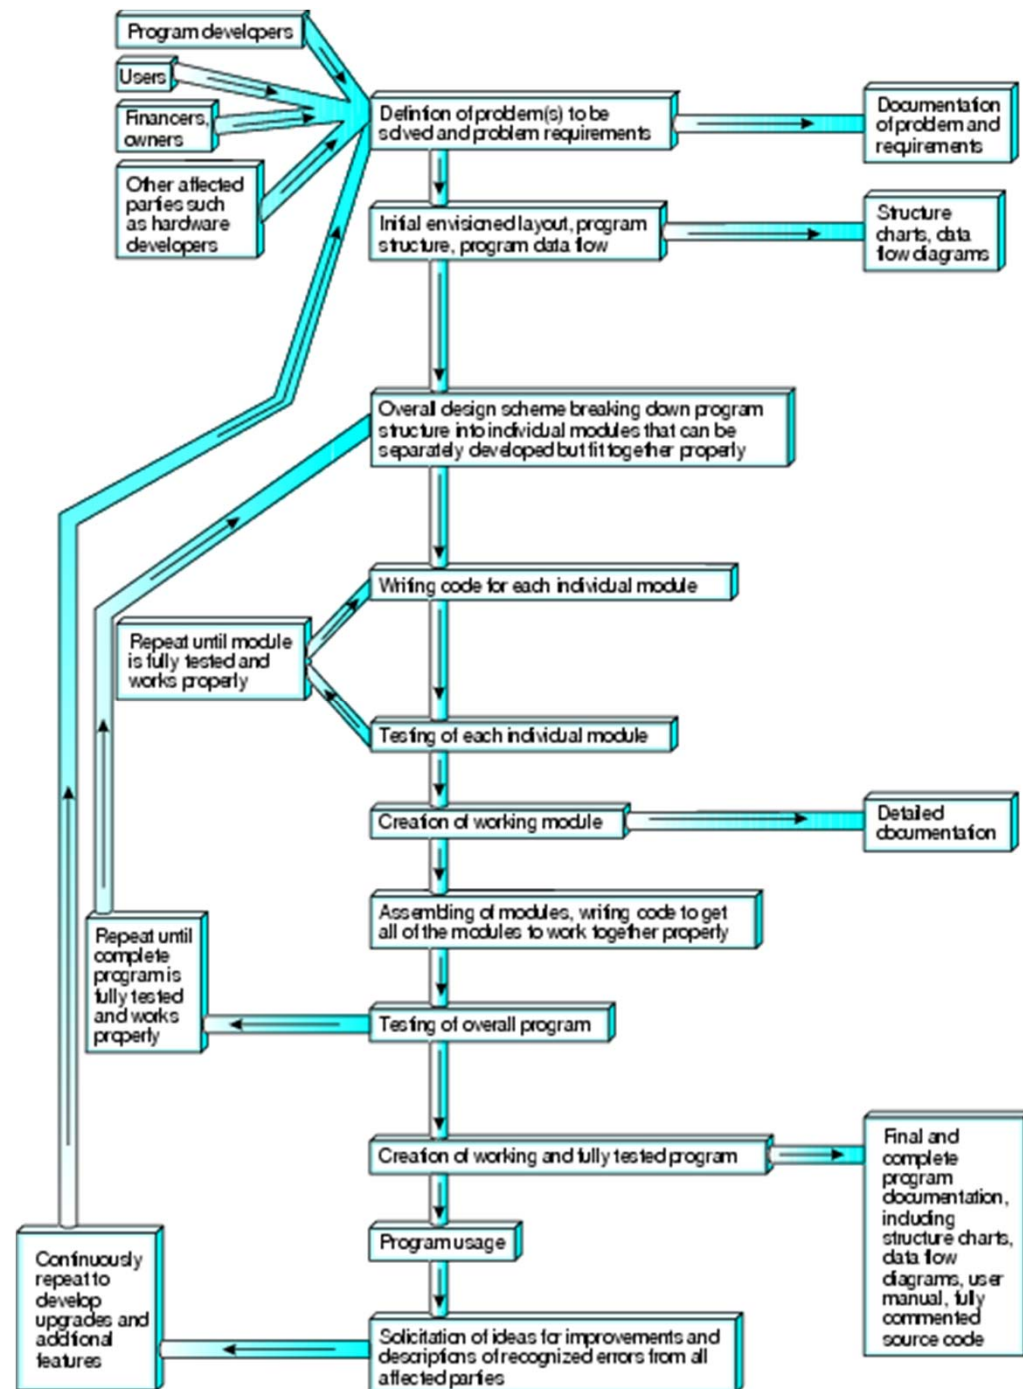 Program developers
Users
Financers,
owners
Other affected
parties such
as hardware
developers
Definition of problem(s) to be
solved and problem requirements
Documentation
of problem and
requirements
Initial envisioned layout, program
structure, program data flow
Structure
charts, data
flow diagrams
Overall design scheme breaking down program
structure into individual modules that can be
separately developed but fit together properly
Writing code for each individual module
Repeat until module
is fully tested and
works properly
Testing of each individual module
Creation of working module
Detailed
documentation
Assembling of modules, writing code to get
all of the modules to work together properly
Repeat until
complete
program is
fully tested
and works
properly
Testing of overall program
Creation of working and fully tested program
Final and
complete
program
documentation,
including
structure charts,
data flow
diagrams, user
manual, fully
commented
source code
Program usage
Continuously
repeat to
develop
upgrades and
additional
features
Solicitation of ideas for improvements and
descriptions of recognized errors from all
affected parties